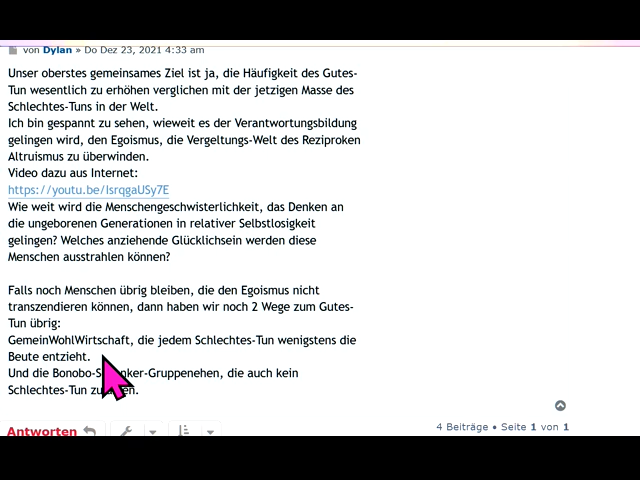 von Dylan » Do Dez 23, 2021 4:33 am
Unser oberstes gemeinsames Ziel ist ja, die Häufigkeit des Gutes-
Tun wesentlich zu erhöhen verglichen mit der jetzigen Masse des
Schlechtes-Tuns in der Welt.
Ich bin gespannt zu sehen, wieweit es der Verantwortungsbildung
gelingen wird, den Egoismus, die Vergeltungs-Welt des Reziproken
Altruismus zu überwinden.
Video dazu aus Internet:
https://youtu.be/IsrqgaUSy7E
Wie weit wird die Menschengeschwisterlichkeit, das Denken an
die ungeborenen Generationen in relativer Selbstlosigkeit
gelingen? Welches anziehende Glücklichsein werden diese
Menschen ausstrahlen können?
Falls noch Menschen übrig bleiben, die den Egoismus nicht
transzendieren können, dann haben wir noch 2 Wege zum Gutes-
Tun übrig:
GemeinWohlWirtschaft, die jedem Schlechtes-Tun wenigstens die
Beute entzieht.
Und die die auch kein
Schlechtes-Tun
4 Beiträge • Seite 1 von 1
Antworten